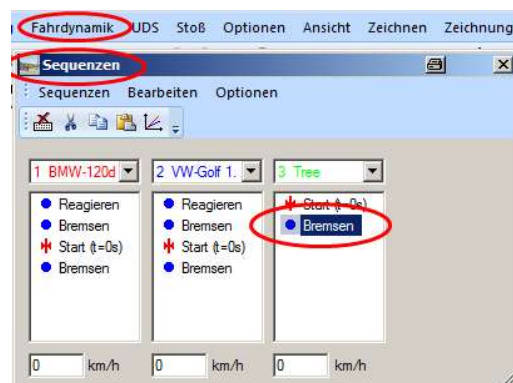 Fahrdynamik UDS Stoß Optionen Ansicht Zeichnen Zeichnung
Sequenzen
Sequenzen Bearbeiten Optionen
1 BMW-120d 2 VW-Golf 1. 3 Tree
Reagieren Reagieren Start (t=0s)
Bremsen Bremsen Bremsen
Start (t=0s) Start (t=0s)
Bremsen Bremsen
0 km/h 0 km/h 0 km/h